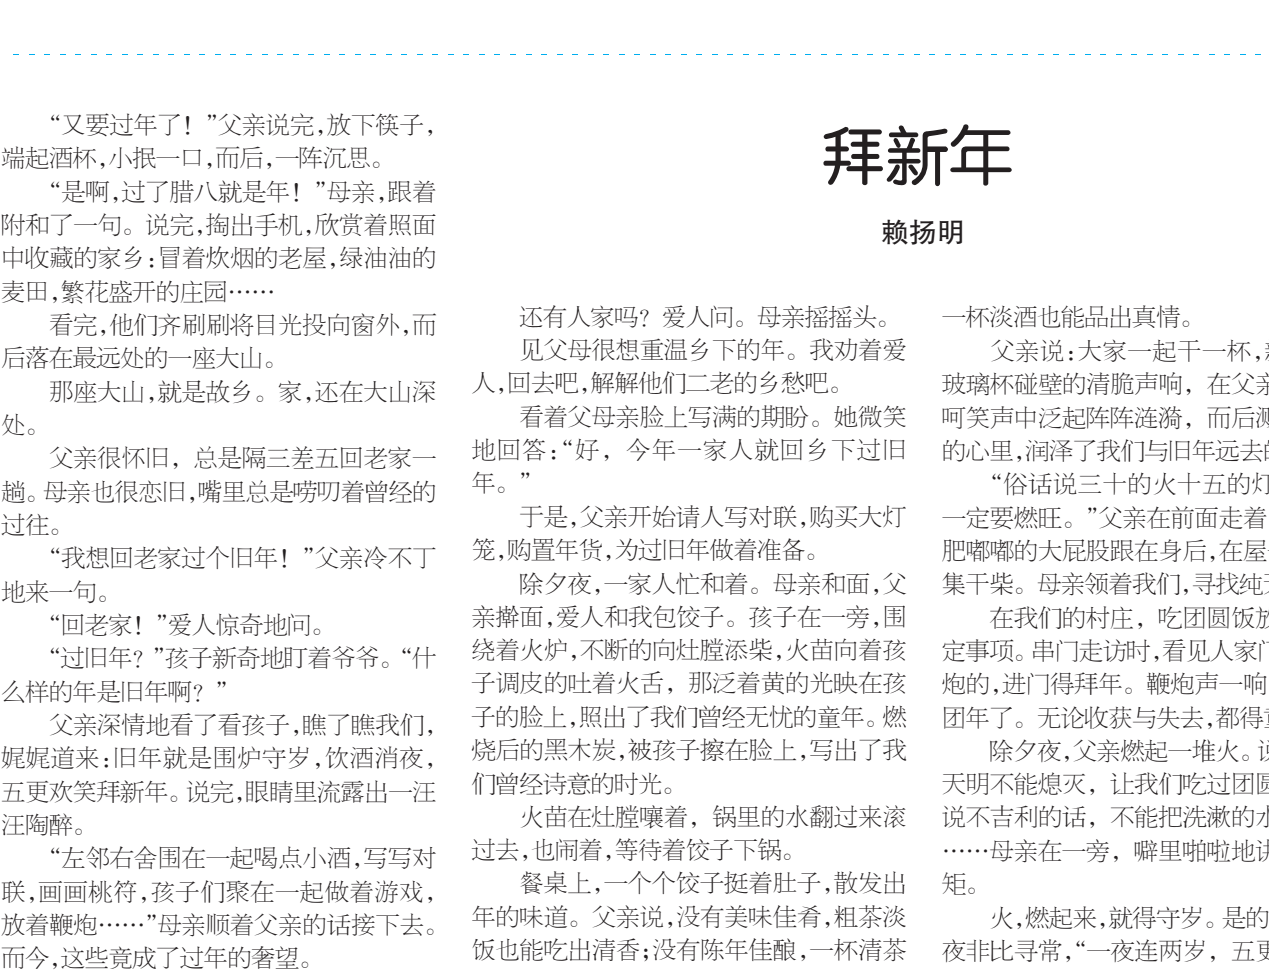 拜新年
赖扬明
“又要过年了！”父亲说完,放下筷子,
端起酒杯,小抿一口,而后,一阵沉思。
“是啊,过了腊八就是年！”母亲,跟着
附和了一句。说完,掏出手机,欣赏着照面
中收藏的家乡:冒着炊烟的老屋,绿油油的
麦田,繁花盛开的庄园……
看完,他们齐刷刷将目光投向窗外,而
后落在最远处的一座大山。
那座大山,就是故乡。家,还在大山深
处。
父亲很怀旧，总是隔三差五回老家一
趟。母亲也很恋旧,嘴里总是唠叨着曾经的
过往。
“我想回老家过个旧年！”父亲冷不丁
地来一句。
“回老家！”爱人惊奇地问。
“过旧年？”孩子新奇地盯着爷爷。“什
么样的年是旧年啊？”
父亲深情地看了看孩子,瞧了瞧我们,
娓娓道来:旧年就是围炉守岁,饮酒消夜,
五更欢笑拜新年。说完,眼睛里流露出一汪
汪陶醉。
“左邻右舍围在一起喝点小酒,写写对
联,画画桃符,孩子们聚在一起做着游戏,
放着鞭炮……”母亲顺着父亲的话接下去。
而今,这些竟成了过年的奢望。
还有人家吗？爱人问。母亲摇摇头。
见父母很想重温乡下的年。我劝着爱
人,回去吧,解解他们二老的乡愁吧。
看着父母亲脸上写满的期盼。她微笑
地回答:“好，今年一家人就回乡下过旧
年。”
于是,父亲开始请人写对联,购买大灯
笼,购置年货,为过旧年做着准备。
除夕夜,一家人忙和着。母亲和面,父
亲擀面,爱人和我包饺子。孩子在一旁,围
绕着火炉,不断的向灶膛添柴,火苗向着孩
子调皮的吐着火舌，那泛着黄的光映在孩
子的脸上,照出了我们曾经无忧的童年。燃
烧后的黑木炭,被孩子擦在脸上,写出了我
们曾经诗意的时光。
火苗在灶膛嚷着，锅里的水翻过来滚
过去,也闹着,等待着饺子下锅。
餐桌上,一个个饺子挺着肚子,散发出
年的味道。父亲说,没有美味佳肴,粗茶淡
饭也能吃出清香;没有陈年佳酿,一杯清茶
一杯淡酒也能品出真情。
父亲说:大家一起干一杯,
玻璃杯碰壁的清脆声响，在父亲
呵笑声中泛起阵阵涟漪，而后
的心里,润泽了我们与旧年远去的
“俗话说三十的火十五的灯
一定要燃旺。”父亲在前面走着
肥嘟嘟的大屁股跟在身后,在屋
集干柴。母亲领着我们,寻找纯
在我们的村庄，吃团圆饭放
定事项。串门走访时,看见人家门
炮的,进门得拜年。鞭炮声一响
团年了。无论收获与失去,都得
除夕夜,父亲燃起一堆火。说
天明不能熄灭，让我们吃过团圆
说不吉利的话，不能把洗漱的水
……母亲在一旁，噼里啪啦地讲
矩。
火,燃起来,就得守岁。是的
夜非比寻常,“一夜连两岁，五更